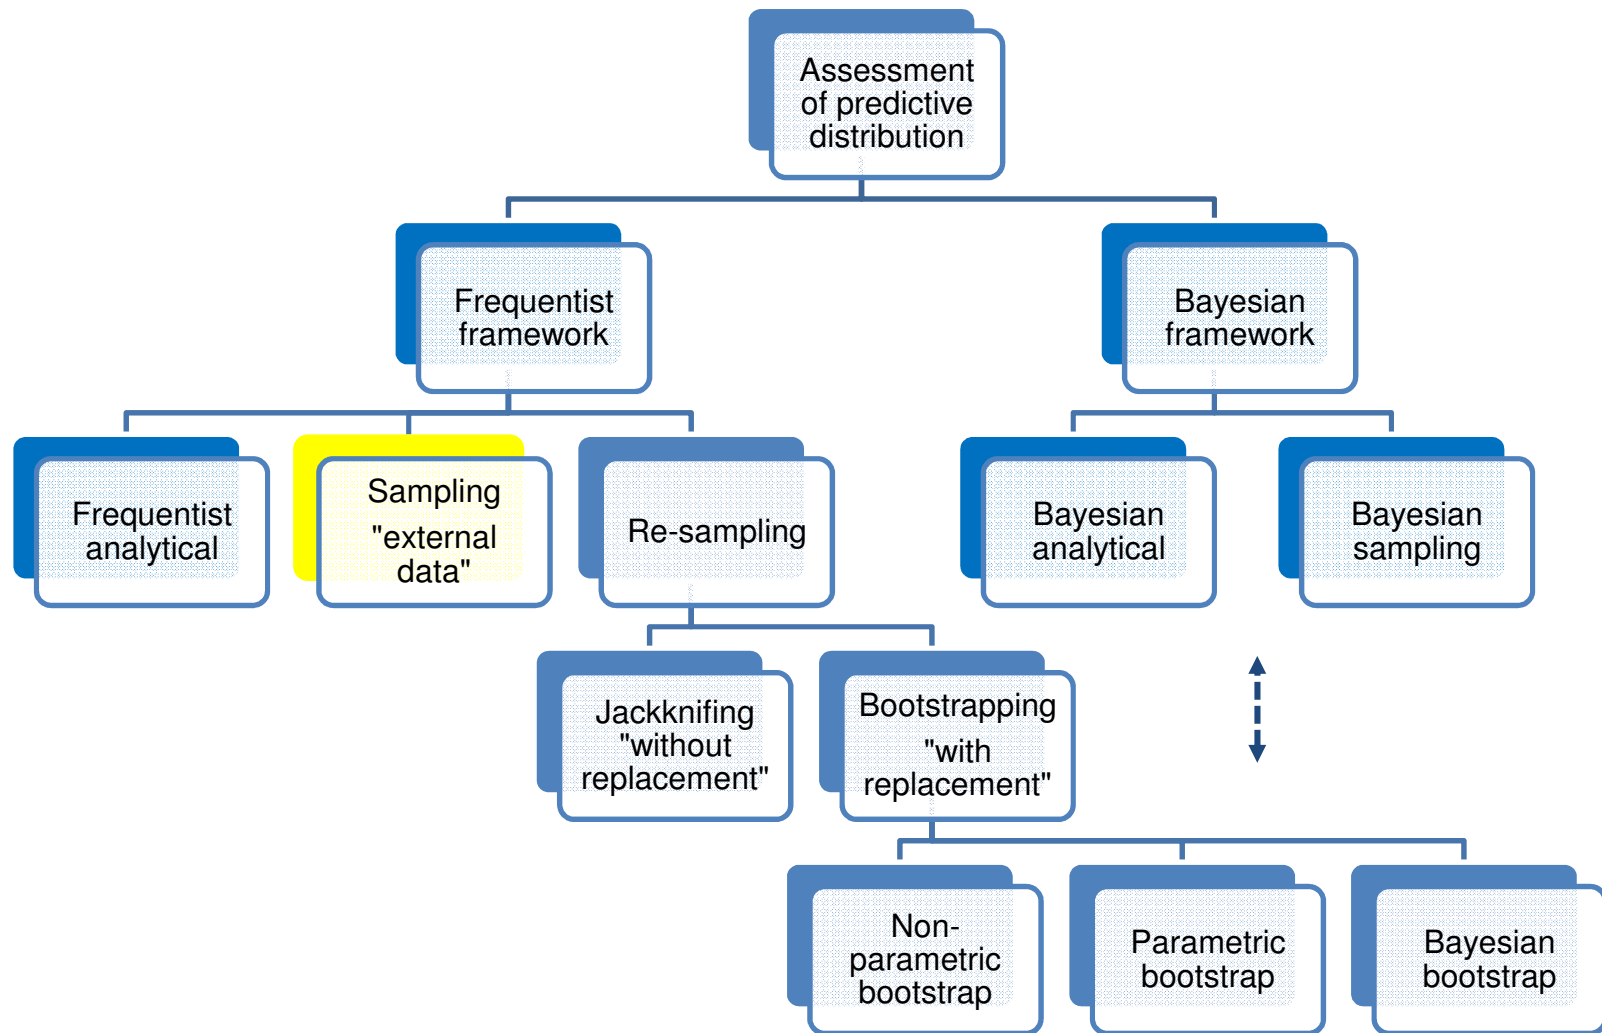 Assessment
of predictive
distribution
Frequentist
framework
Bayesian
framework
Frequentist
analytical
Sampling
"external
data"
Re-sampling
Bayesian
analytical
Bayesian
sampling
Jackknifing
"without
replacement"
Bootstrapping
"with
replacement"
Non-
parametric
bootstrap
Parametric
bootstrap
Bayesian
bootstrap